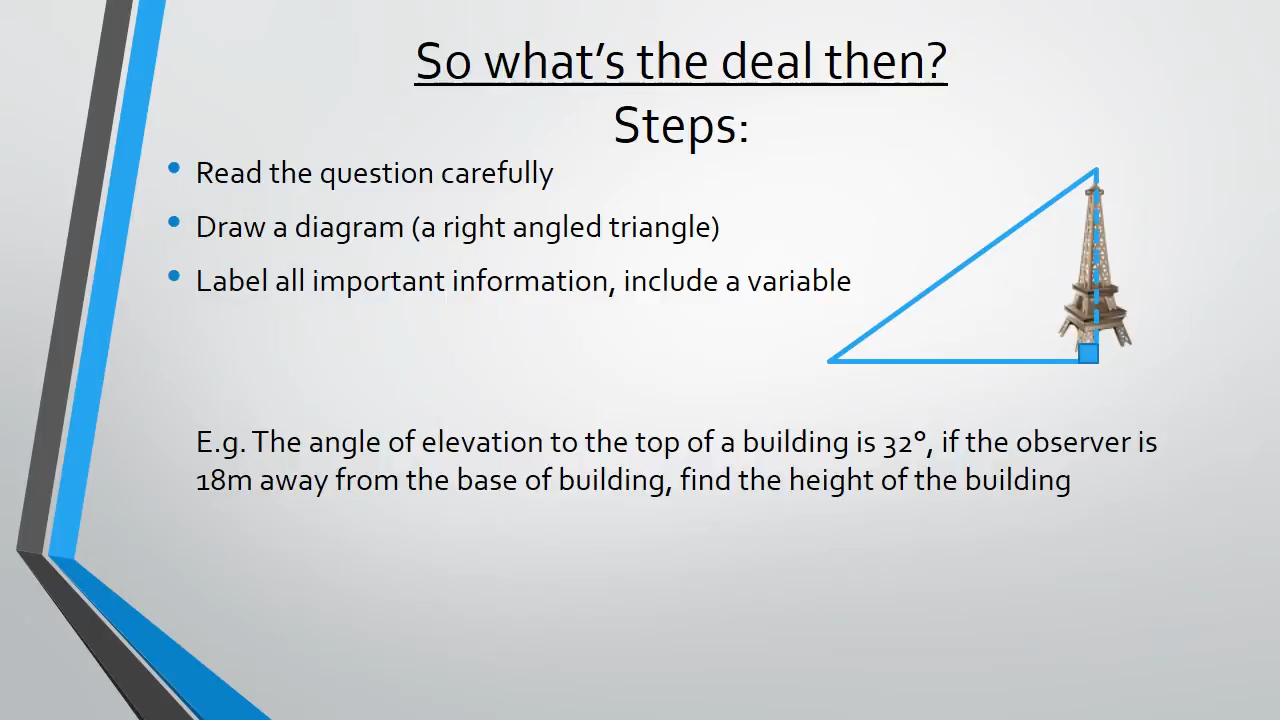 So what's the deal then?
Steps:
• Read the question carefully
• Draw a diagram (a right angled triangle)
• Label all important information, include a variable
E.g. The angle of elevation to the top of a building is 32°, if the observer is
18m away from the base of building, find the height of the building